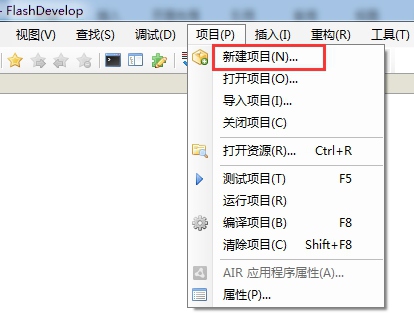 - FlashDevelop
视图(V) 查找(S) 调试(D) 项目(P) 插入(I) 重构(R) 工具(T)
新建项目(N)...
打开项目(O)...
导入项目(I)...
关闭项目(C)
打开资源(R)... Ctrl+R
测试项目(T) F5
运行项目(R)
编译项目(B) F8
清除项目(C) Shift+F8
AIR 应用程序属性(A)...
属性(P)...